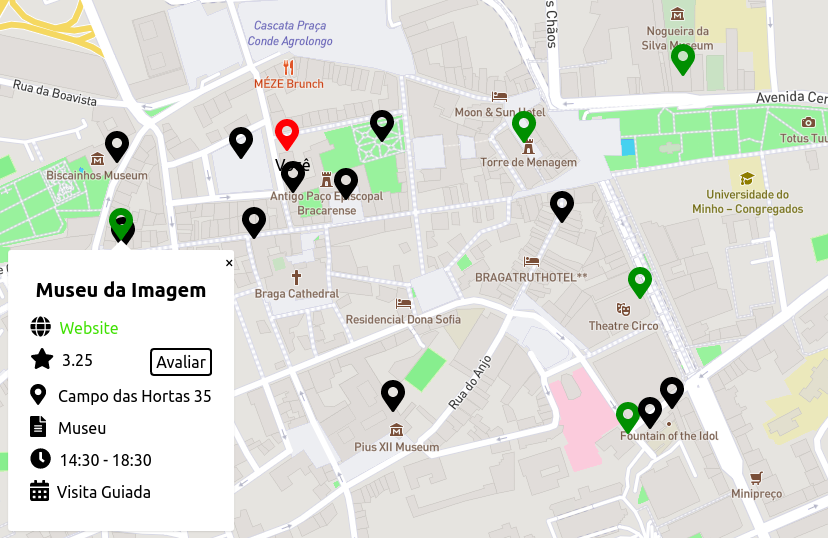 Cascata Praça
Conde Agrolongo
s Chãos
Nogueira da
Silva Museum
MÉZE Brunch
Rua da Boavista
Moon & Sun Hotel
Avenida Cen
Totus Tuu
Torre de Menagem
Biscainhos Museum
Você
Antigo Paço Episcopal
Bracarense
Universidade do
Minho – Congregados
Braga Cathedral
BRAGATRUTHOTEL**
Residencial Dona Sofia
Theatre Circo
Rua do Anjo
Pius XII Museum
Fountain of the Idol
Minipreço
×
Museu da Imagem
Website
3.25
Avaliar
Campo das Hortas 35
Museu
14:30 - 18:30
Visita Guiada